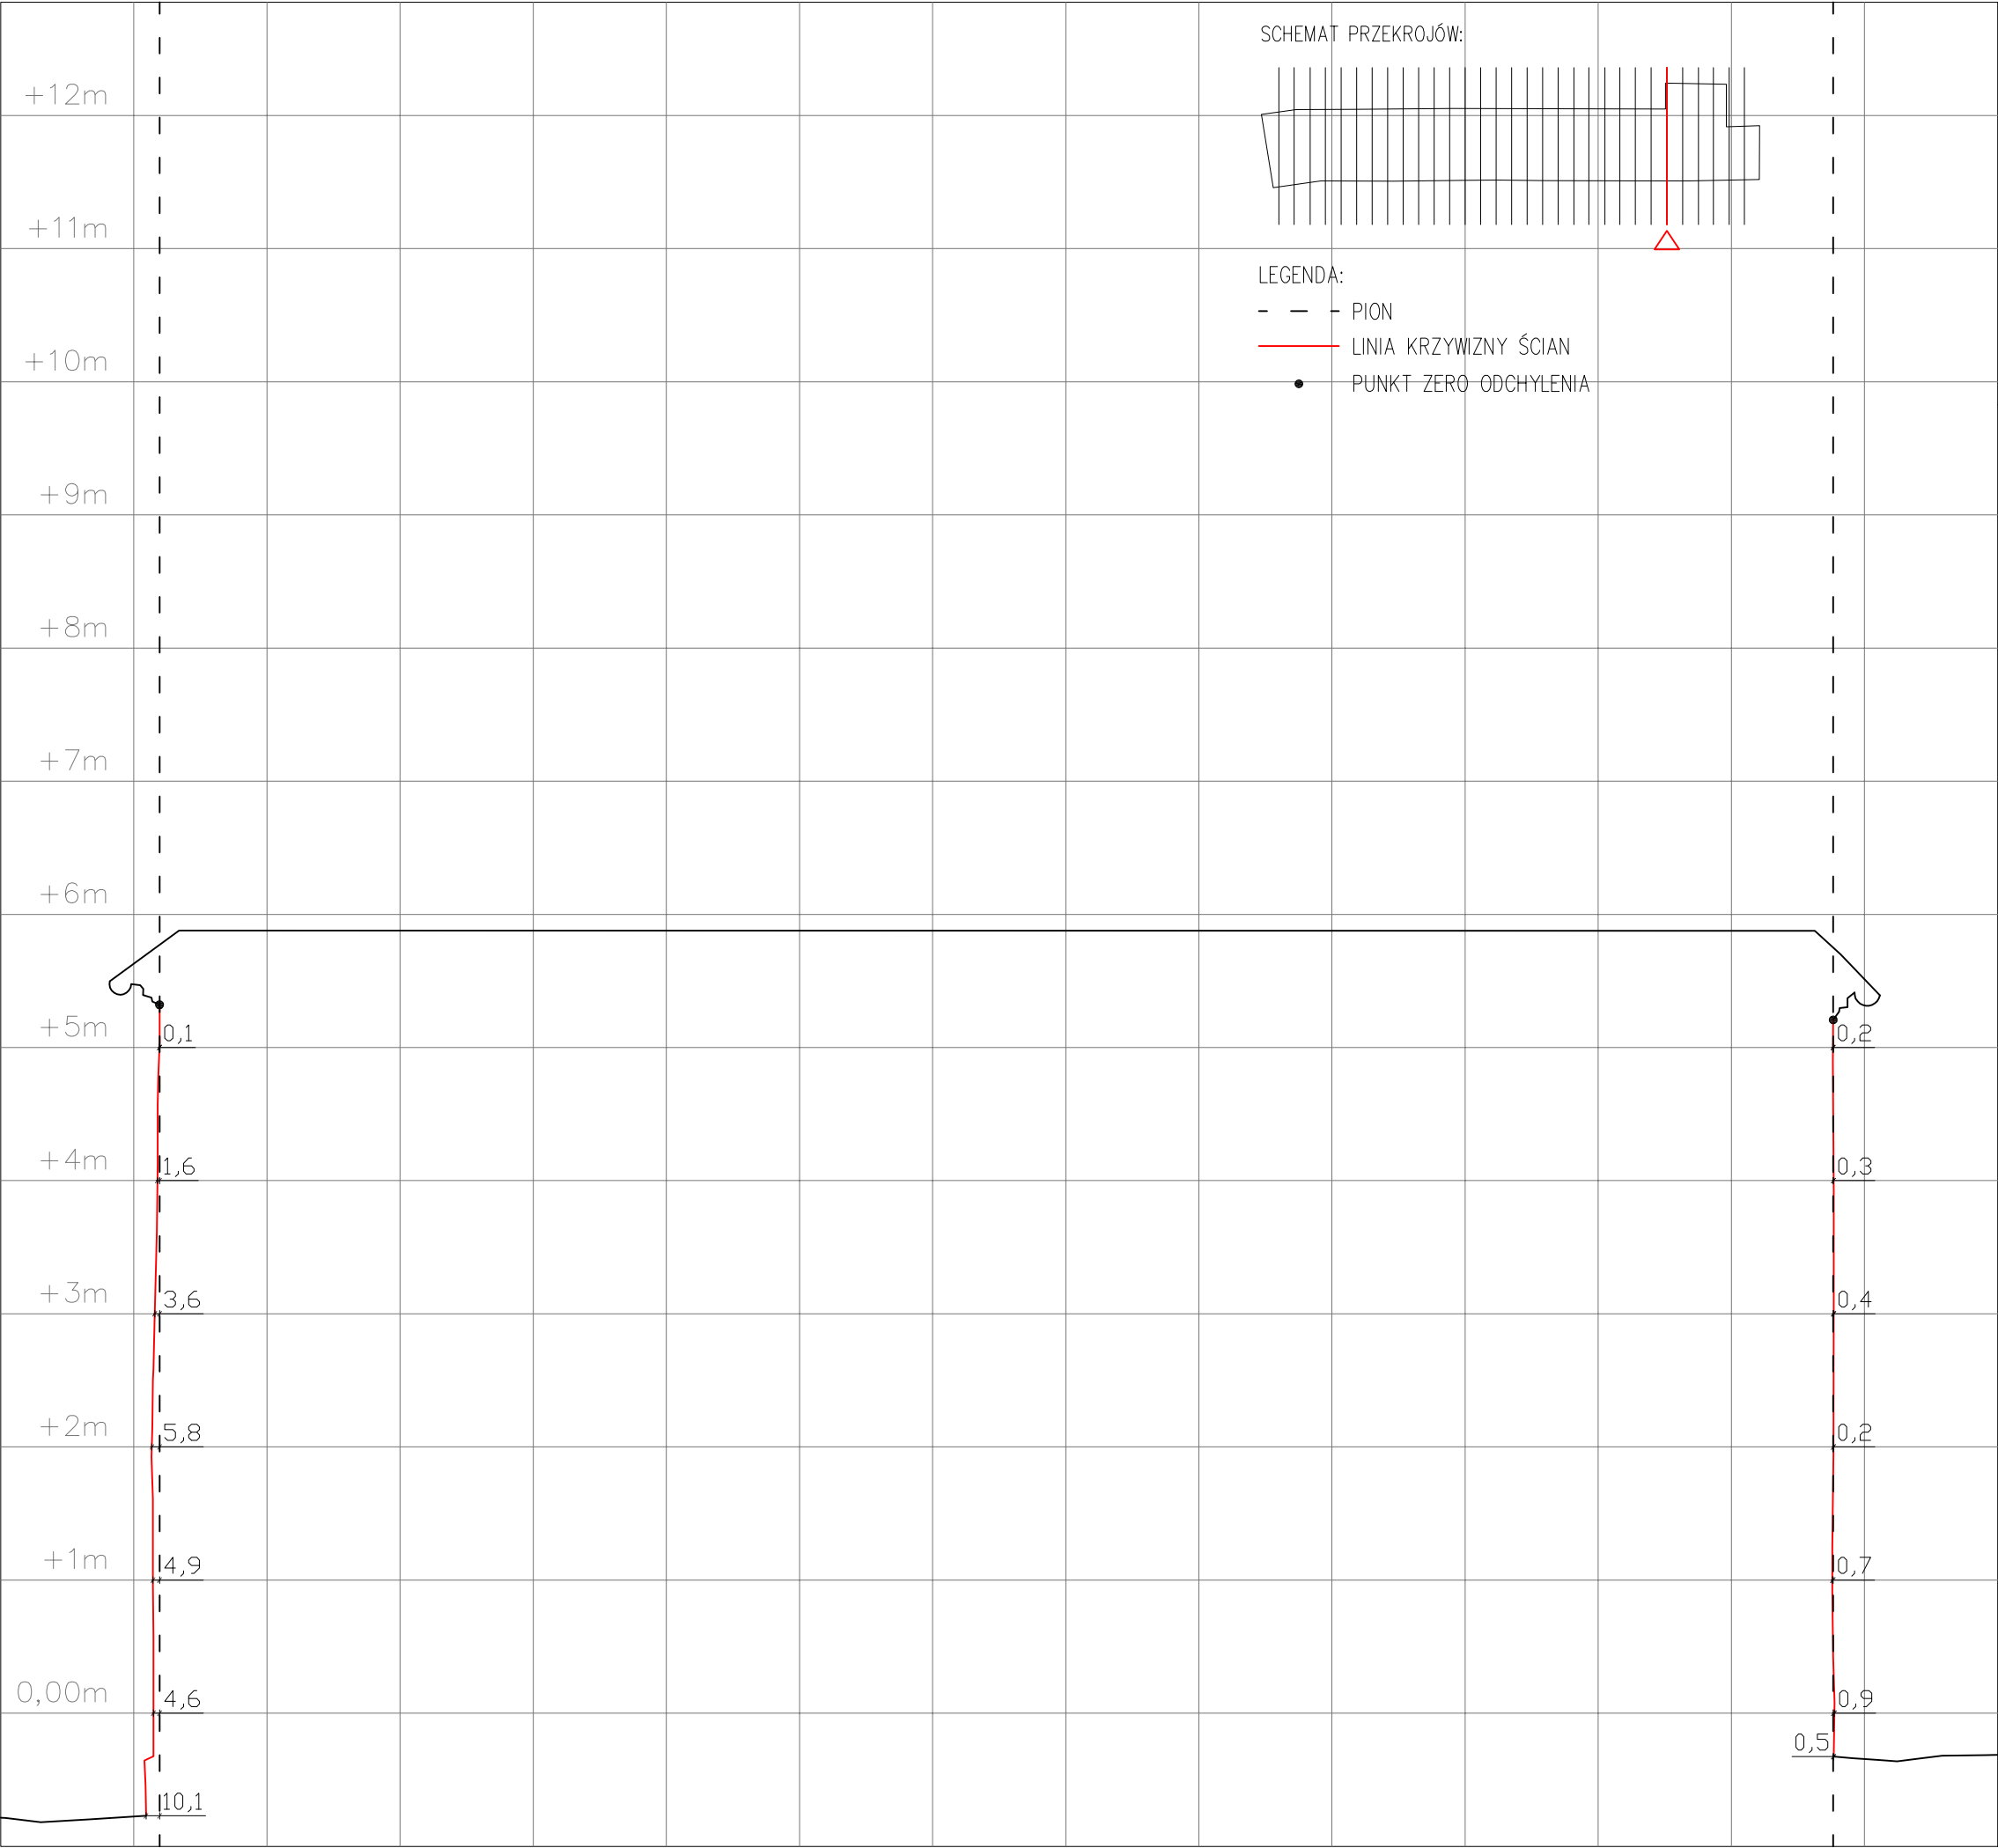 SCHEMAT PRZEKROJÓW:
+12m
+11m
LEGENDA:
PION
LINIA KRZYWIZNY ŚCIAN
+10m
PUNKT ZERO ODCHYLENIA
+9m
+8m
+7m
+6m
+5m 0,1 0,2
+4m 1,6 0,3
+3m 3,6 0,4
+2m 5,8 0,2
+1m 4,9 0,7
0,00m 4,6 0,9
0,5
10,1